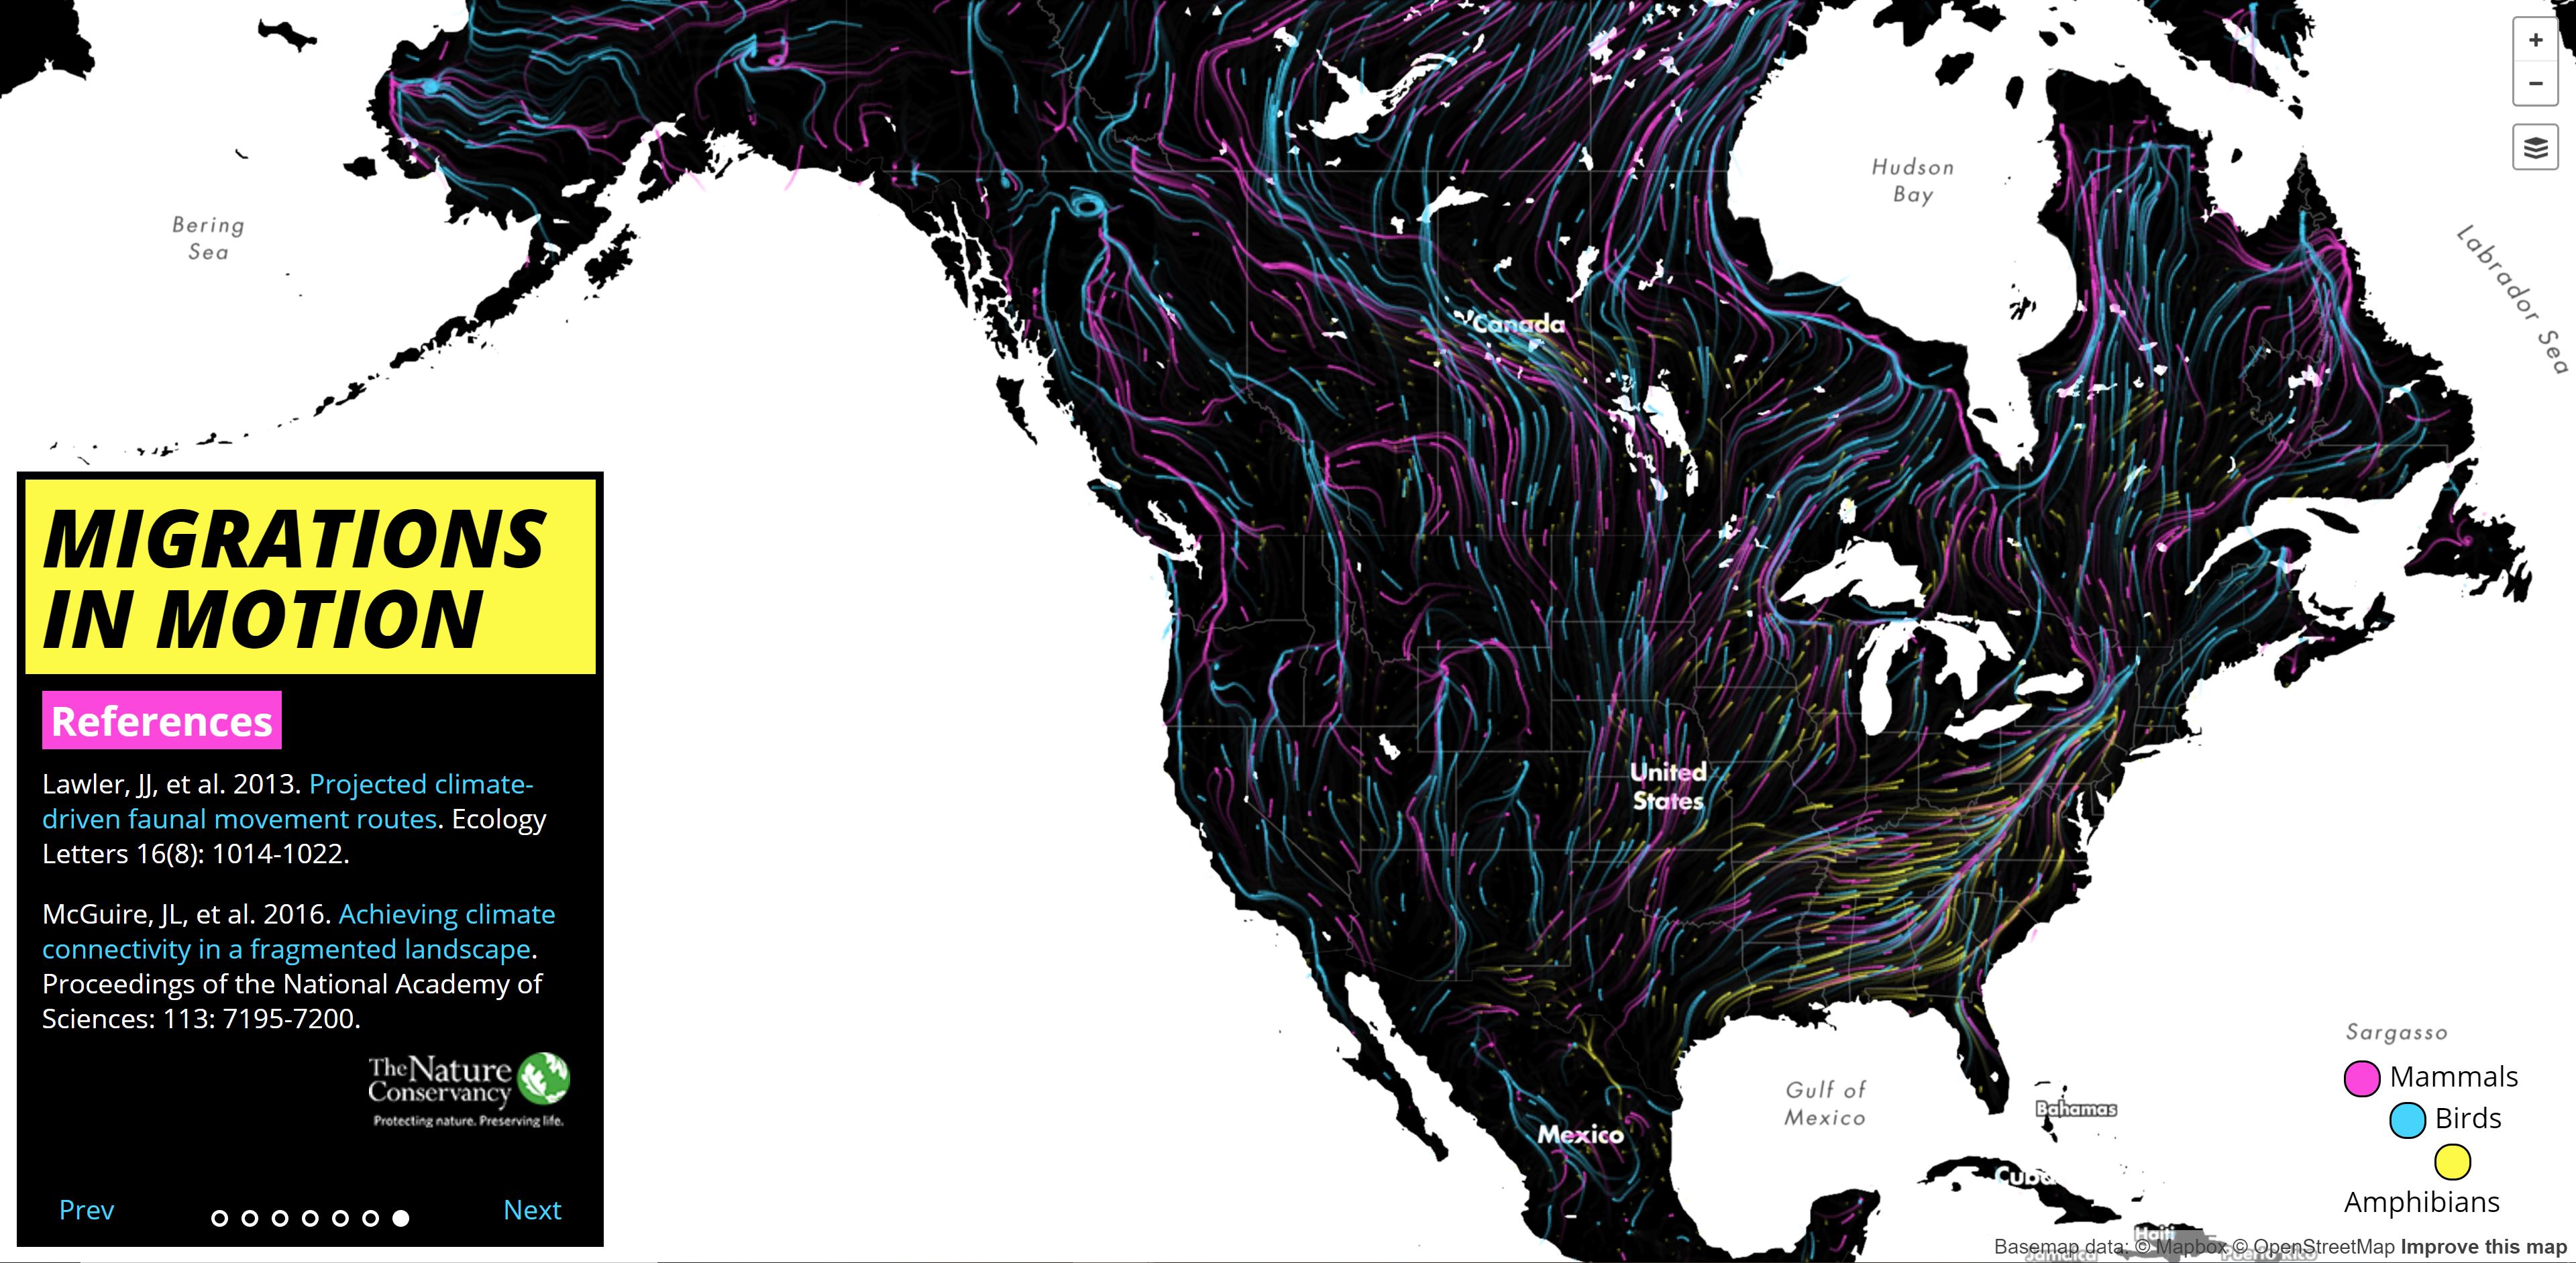 +
−
Hudson
Bay
Bering
Sea
Labrador Sea
Canada
MIGRATIONS
IN MOTION
References
Lawler, JJ, et al. 2013. Projected climate-
driven faunal movement routes. Ecology
Letters 16(8): 1014-1022.
McGuire, JL, et al. 2016. Achieving climate
connectivity in a fragmented landscape.
Proceedings of the National Academy of
Sciences: 113: 7195-7200.
The Nature
Conservancy
Protecting nature. Preserving life.
Prev
Next
United
States
Mexico
Gulf of
Mexico
Bahamas
Cuba
Sargasso
Mammals
Birds
Amphibians
Haiti
Jamaica
Puerto Rico
Basemap data: © Mapbox © OpenStreetMap Improve this map